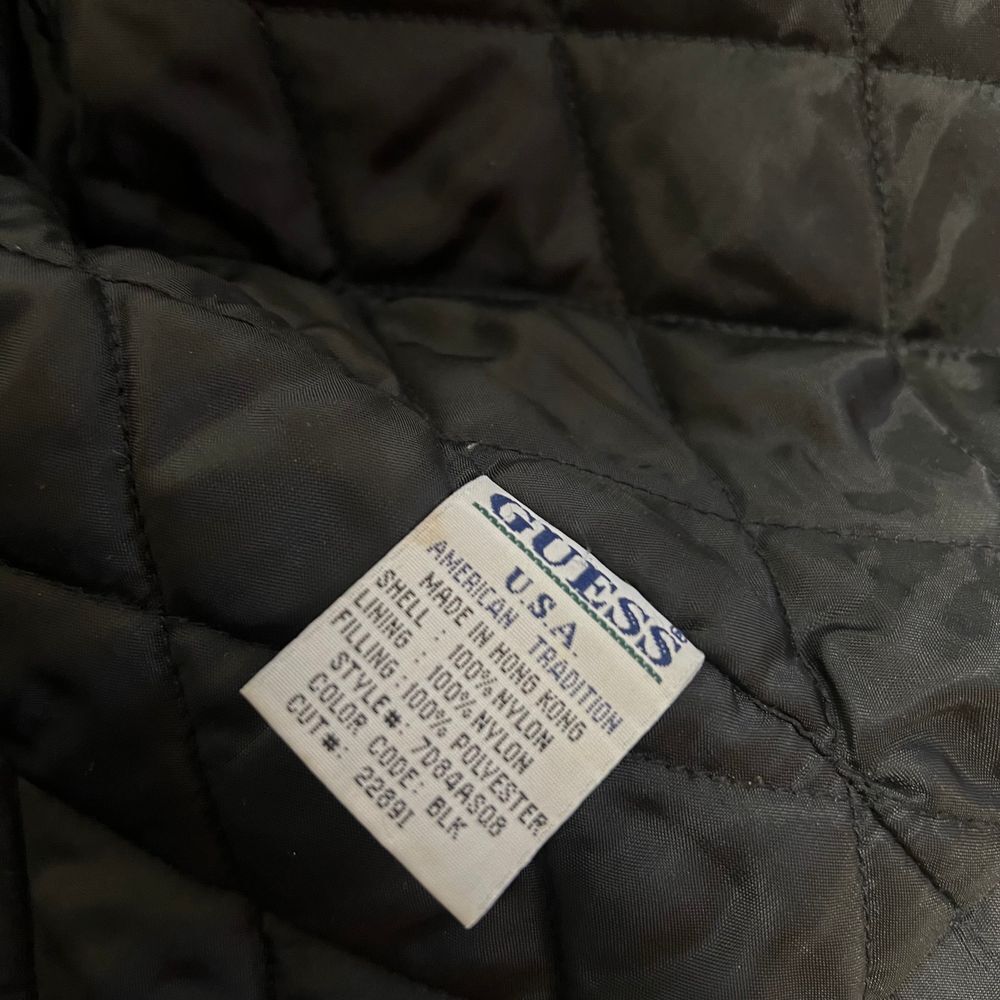 GUESS®
U.S.A.
AMERICAN TRADITION
MADE IN HONG KONG
SHELL : 100% NYLON
LINING : 100% NYLON
FILLING : 100% POLYESTER
STYLE#: 7D84AS08
COLOR CODE: BLK
CUT#: 22891